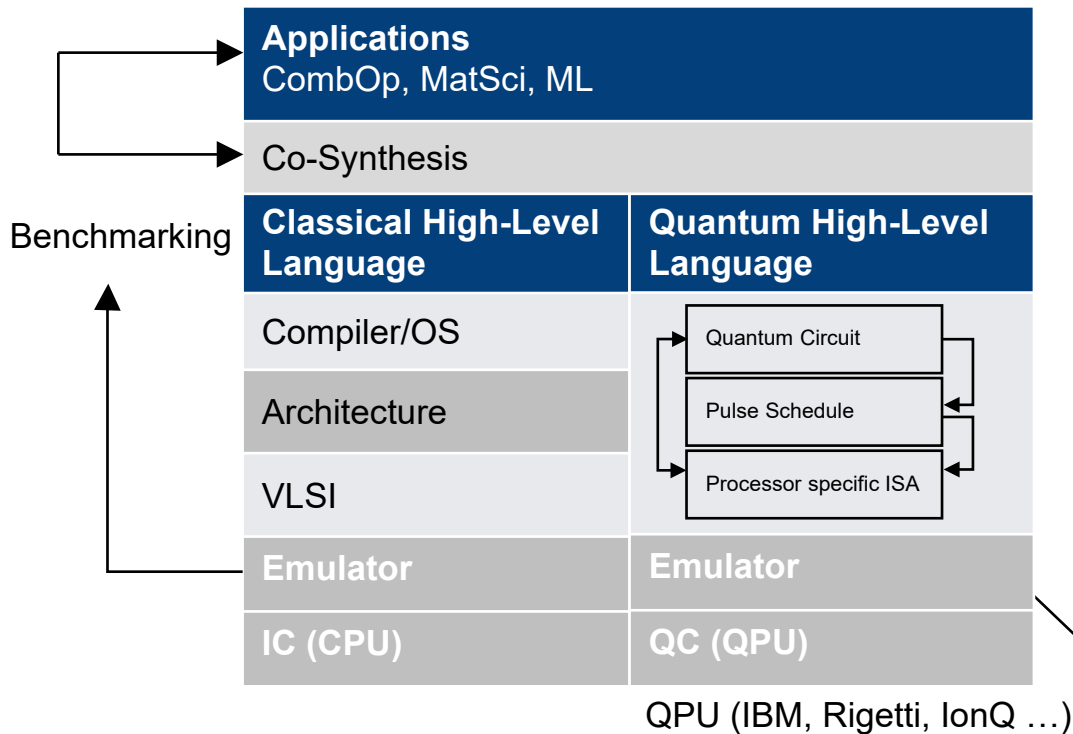 Applications
CombOp, MatSci, ML
Co-Synthesis
Benchmarking
Classical High-Level
Language
Quantum High-Level
Language
Compiler/OS
Architecture
VLSI
Quantum Circuit
Pulse Schedule
Processor specific ISA
Emulator
Emulator
IC (CPU)
QC (QPU)
QPU (IBM, Rigetti, IonQ …)